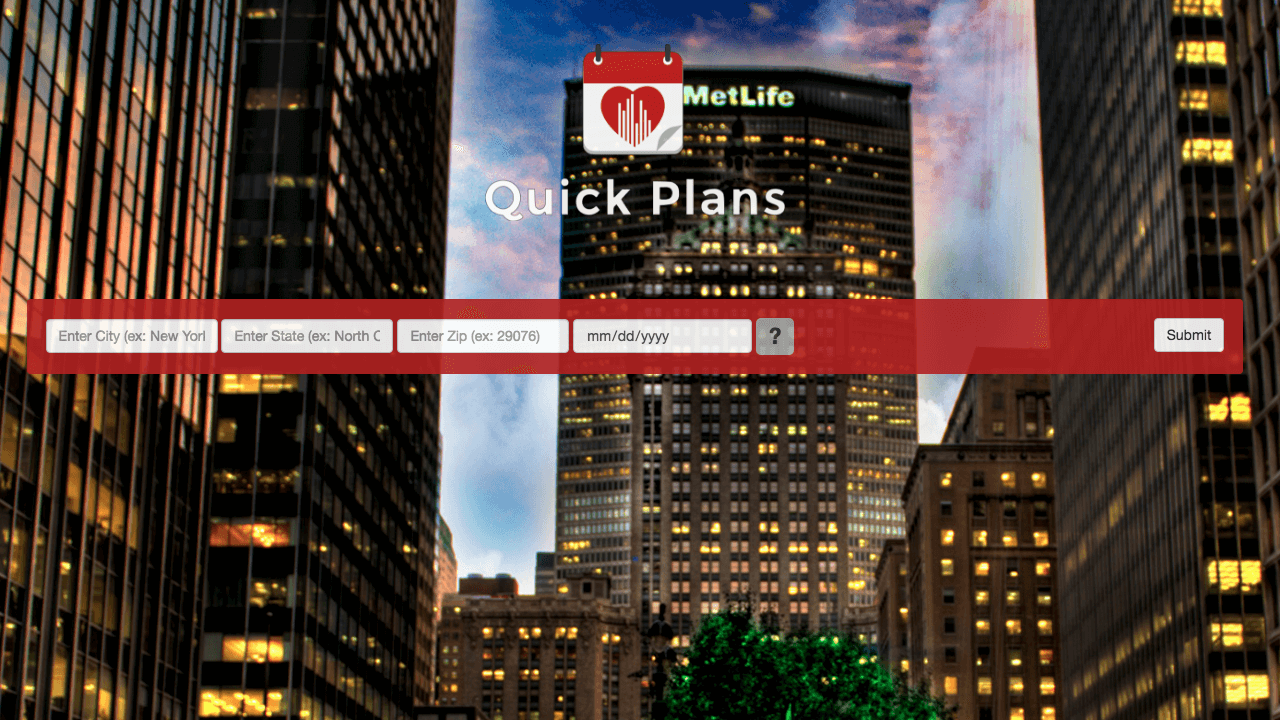 MetLife
Quick Plans
Enter City (ex: New Yorl
Enter State (ex: North C
Enter Zip (ex: 29076)
mm/dd/yyyy
?
Submit